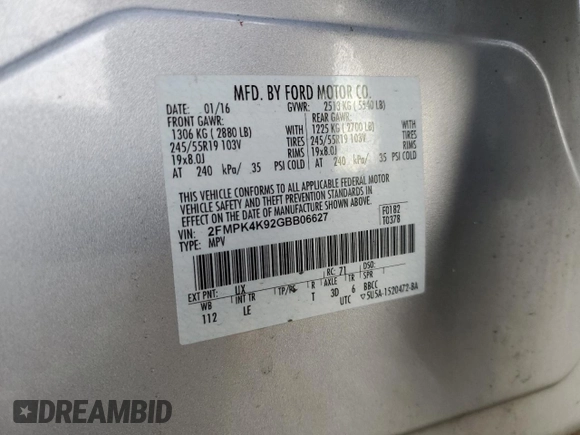 MFD. BY FORD MOTOR CO.
DATE: 01/16 GVWR: 2513 KG ( 5540 LB)
FRONT GAWR: REAR GAWR:
1306 KG ( 2880 LB) WITH 1225 KG ( 2700 LB) WITH
245/55R19 103V TIRES 245/55R19 103V TIRES
19x8.0J RIMS 19x8.0J RIMS
AT 240 kPa/ 35 PSI COLD AT 240 kPa/ 35 PSI COLD
THIS VEHICLE CONFORMS TO ALL APPLICABLE FEDERAL MOTOR
VEHICLE SAFETY AND THEFT PREVENTION STANDARDS IN
EFFECT ON THE DATE OF MANUFACTURE SHOWN ABOVE.
VIN: 2FMPK4K92GBB06627 F0182
TYPE: MPV T0378
EXT PNT: UX RC: 71 DSO:
WB INT TR TP/PS R AXLE TR SPR
112 LE T 3D 6 BBCC
UTC ▽5U5A-1520472-BA
DREAMBID